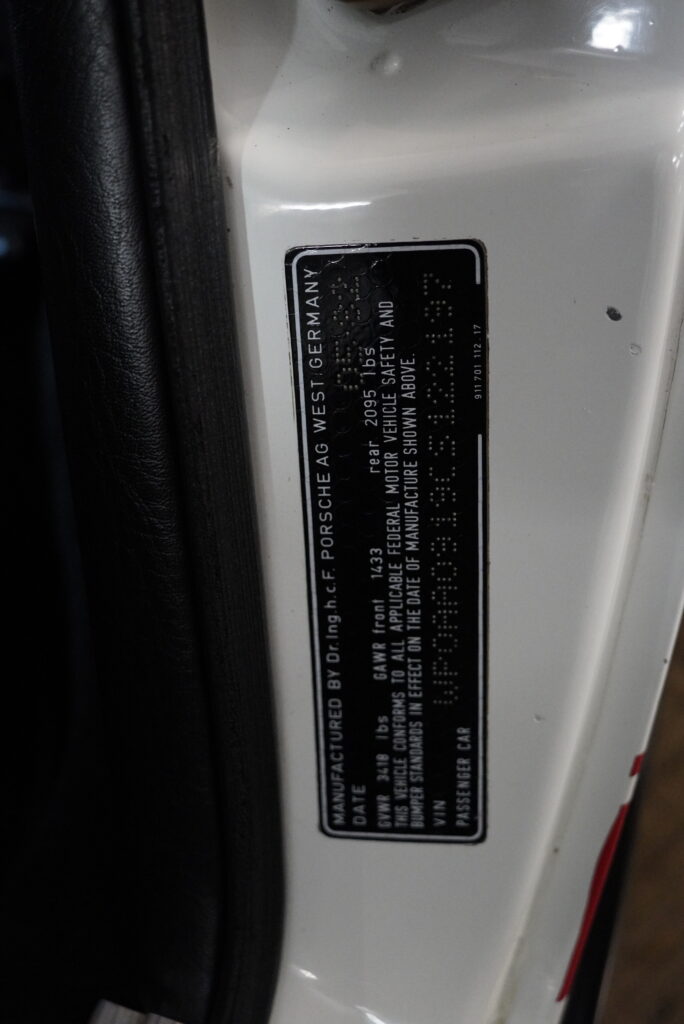 MANUFACTURED BY Dr.Ing.h.c.F. PORSCHE AG WEST GERMANY
DATE
GVWR 3418 lbs GAWR front 1433 rear 2095 lbs
THIS VEHICLE CONFORMS TO ALL APPLICABLE FEDERAL MOTOR VEHICLE SAFETY AND
BUMPER STANDARDS IN EFFECT ON THE DATE OF MANUFACTURE SHOWN ABOVE.
VIN WP0AA0919CS122197
PASSENGER CAR
911 701 112 17